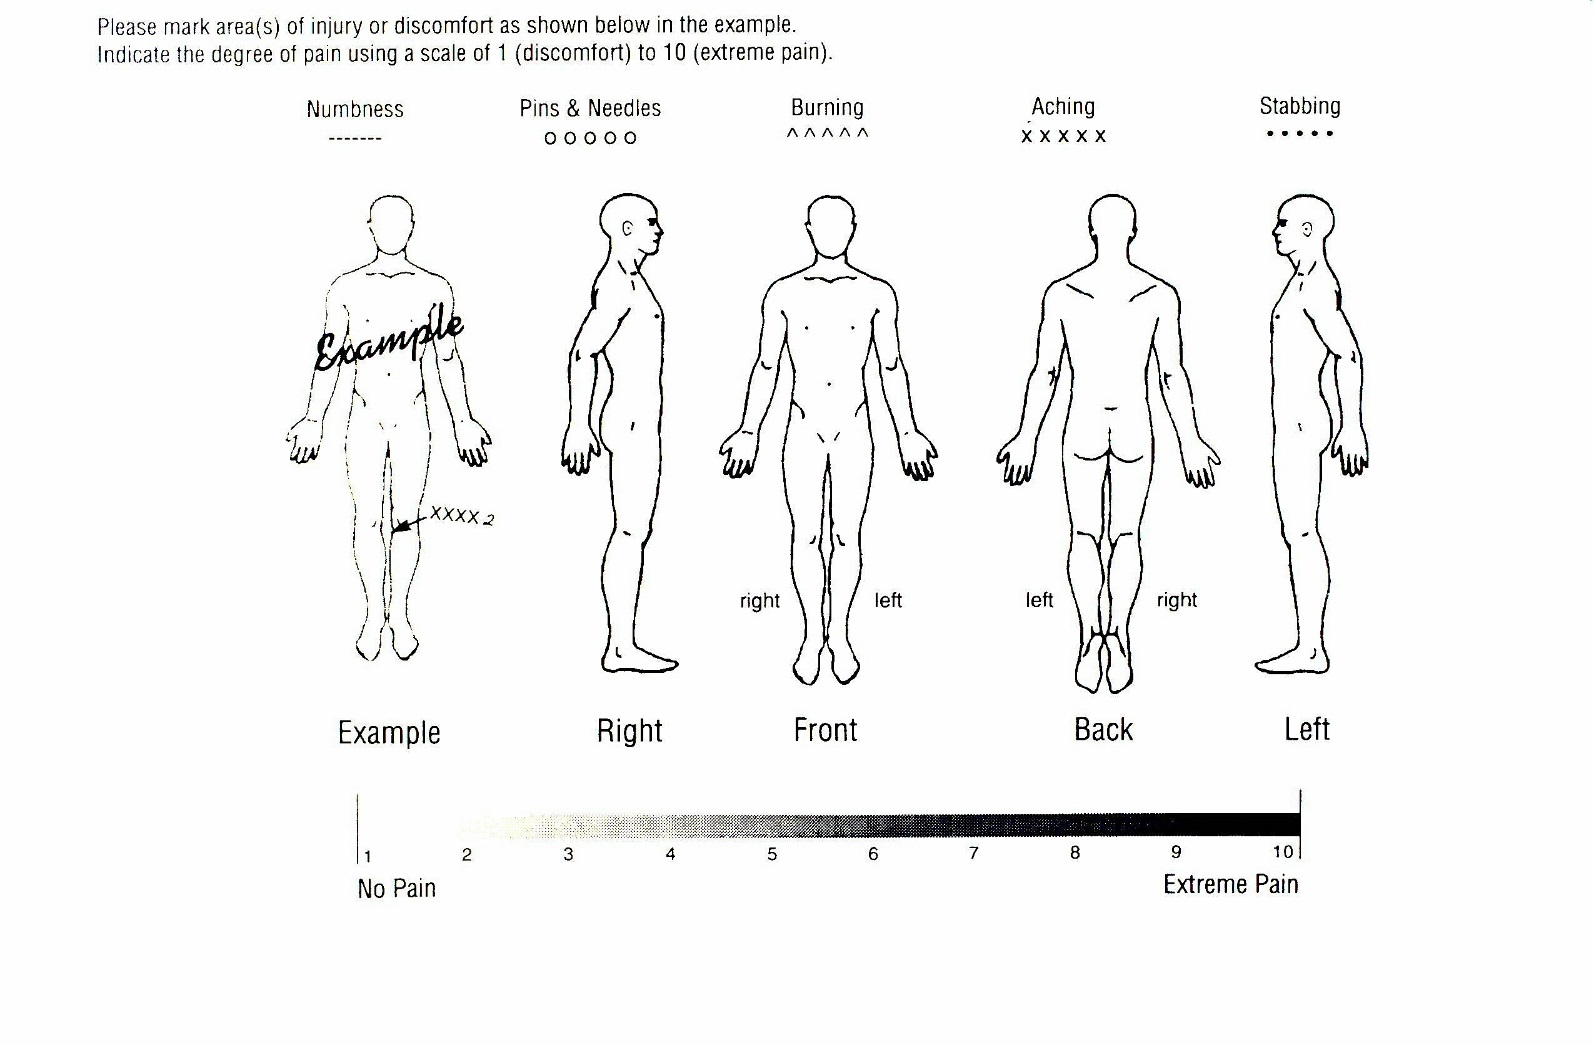 Please mark area(s) of injury or discomfort as shown below in the example.
Indicate the degree of pain using a scale of 1 (discomfort) to 10 (extreme pain).
Numbness Pins & Needles Burning Aching Stabbing
------- O O O O O ^ ^ ^ ^ ^ X X X X X • • • • •
Example
XXXX 2
right left left right
Example Right Front Back Left
1 2 3 4 5 6 7 8 9 10
No Pain Extreme Pain